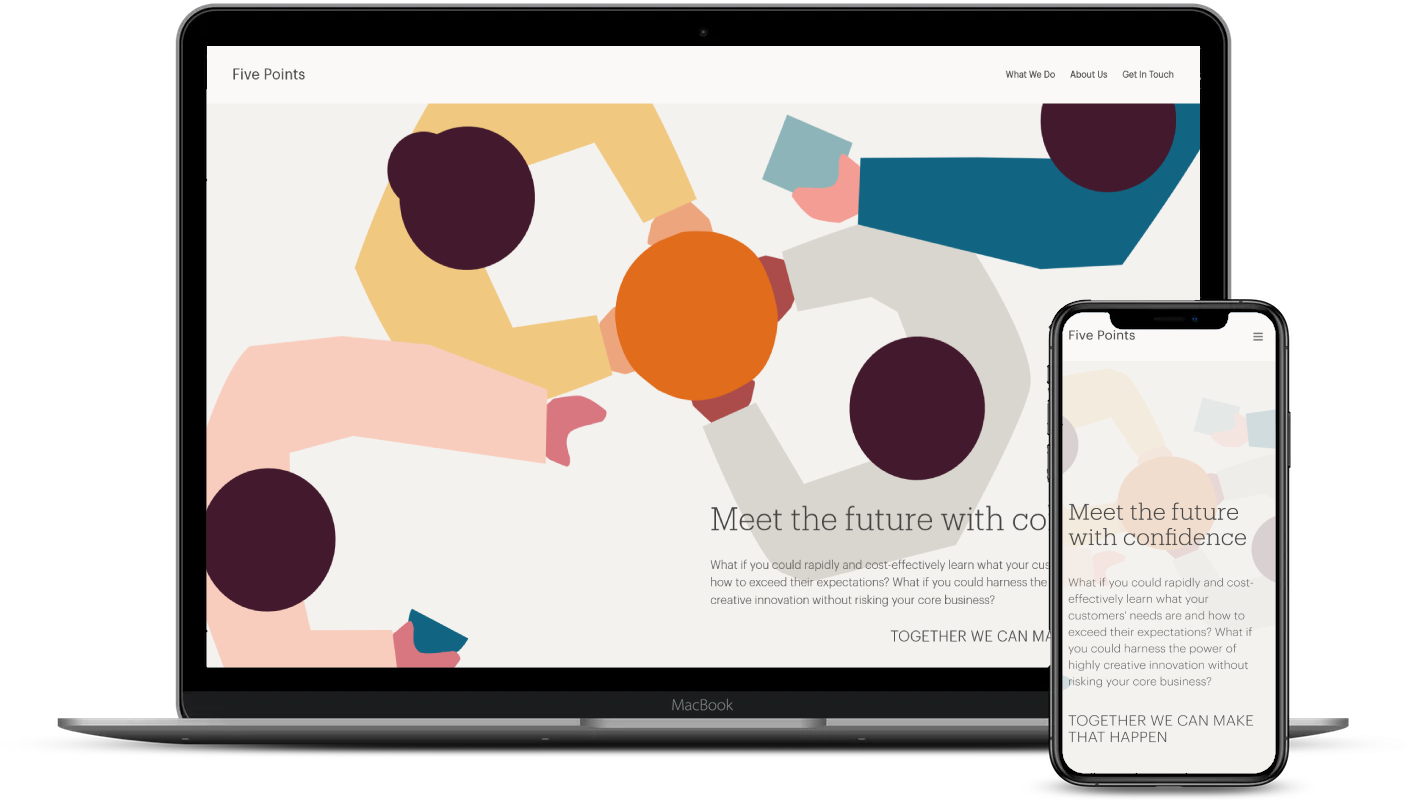 Five Points
What We Do About Us Get In Touch
Meet the future with co
What if you could rapidly and cost-effectively learn what your cus
how to exceed their expectations? What if you could harness the
creative innovation without risking your core business?
TOGETHER WE CAN MA
MacBook
Five Points
Meet the future
with confidence
What if you could rapidly and cost-
effectively learn what your
customers' needs are and how to
exceed their expectations? What if
you could harness the power of
highly creative innovation without
risking your core business?
TOGETHER WE CAN MAKE
THAT HAPPEN